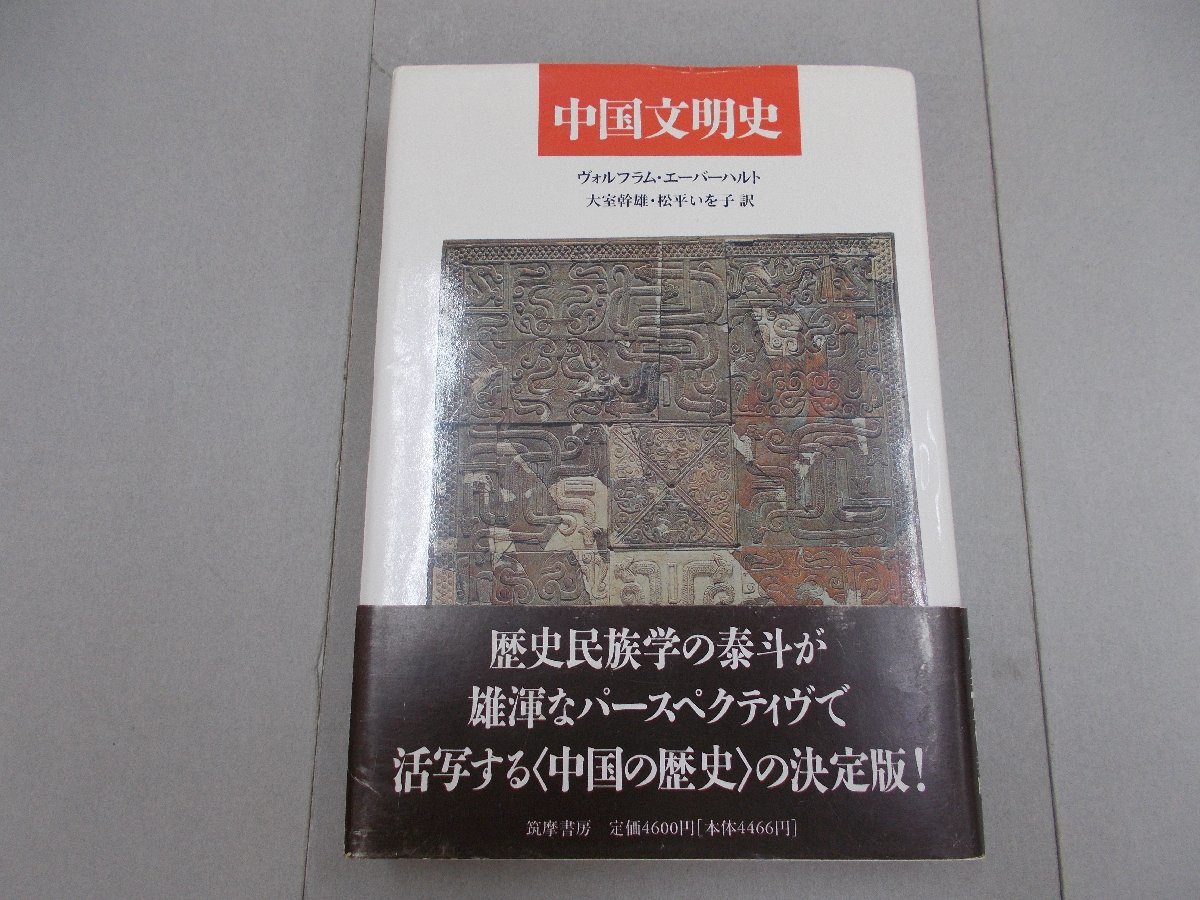 中国文明史
ヴォルフラム・エーバーハルト
大室幹雄・松平いを子 訳
歴史民族学の泰斗が
雄渾なパースペクティヴで
活写する〈中国の歴史〉の決定版!
筑摩書房 定価4600円[本体4466円]